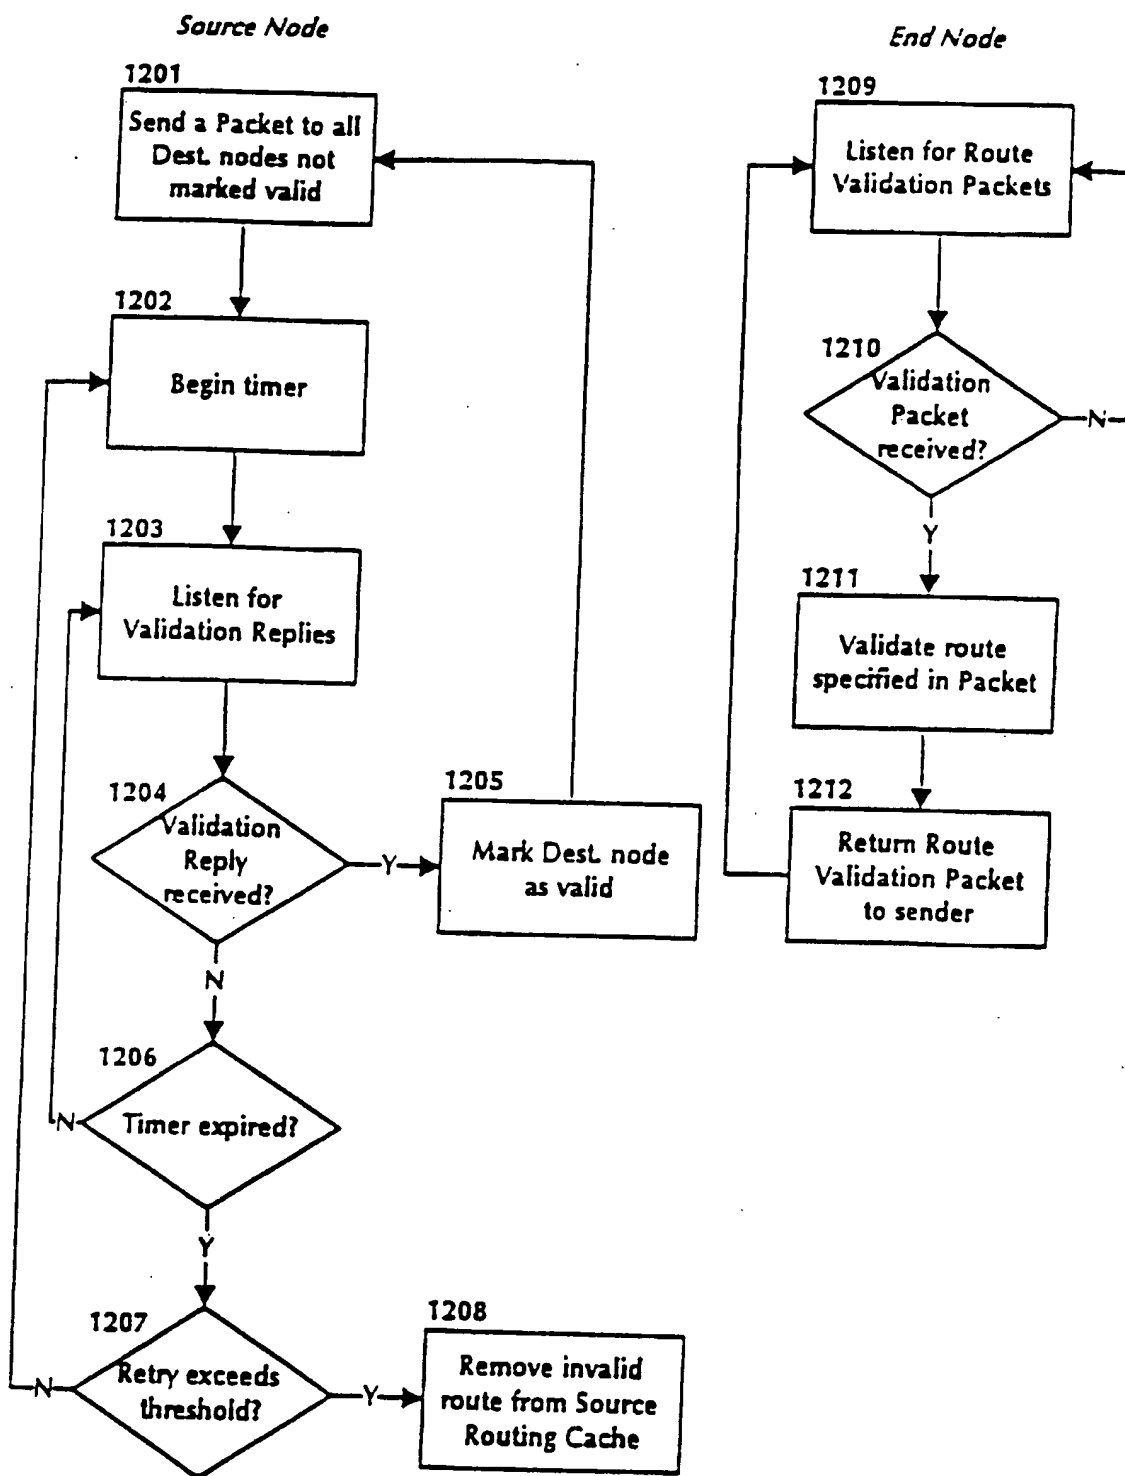 Source Node
1201
Send a Packet to all
Dest. nodes not
marked valid
1202
Begin timer
1203
Listen for
Validation Replies
1204
Validation
Reply
received?
Y
1205
Mark Dest. node
as valid
N
1206
Timer expired?
N
Y
1207
Retry exceeds
threshold?
N
Y
1208
Remove invalid
route from Source
Routing Cache
End Node
1209
Listen for Route
Validation Packets
1210
Validation
Packet
received?
N
Y
1211
Validate route
specified in Packet
1212
Return Route
Validation Packet
to sender